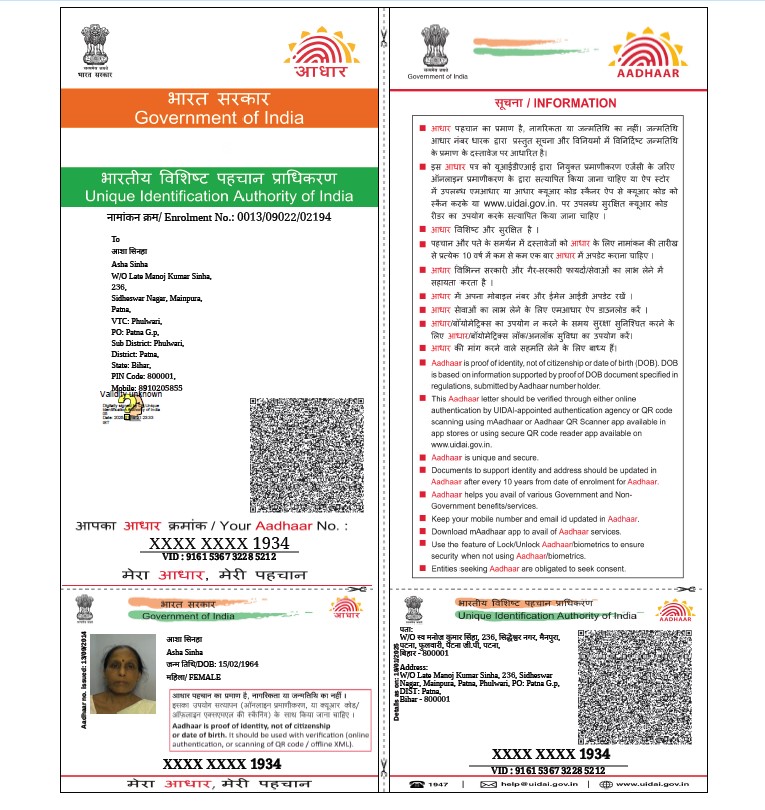 भारत सरकार
आधार
भारत सरकार
Government of India
भारतीय विशिष्ट पहचान प्राधिकरण
Unique Identification Authority of India
नामांकन क्रम/ Enrolment No.: 0013/09022/02194
To
आशा सिनहा
Asha Sinha
W/O Late Manoj Kumar Sinha,
236,
Sidheswar Nagar, Mainpura,
Patna,
VTC: Phulwari,
PO: Patna G.p,
Sub District: Phulwari,
District: Patna,
State: Bihar,
PIN Code: 800001,
Mobile: 8910205855
Validity unknown
आपका आधार क्रमांक / Your Aadhaar No. :
XXXX XXXX 1934
VID : 9161 5367 3228 5212
मेरा आधार, मेरी पहचान
Government of India
AADHAAR
सूचना / INFORMATION
आधार पहचान का प्रमाण है, नागरिकता या जन्मतिथि का नहीं। जन्मतिथि
आधार नंबर धारक द्वारा प्रस्तुत सूचना और विनियमों में विनिर्दिष्ट जन्मतिथि
के प्रमाण के दस्तावेज पर आधारित है।
इस आधार पत्र को यूआईडीएआई द्वारा नियुक्त प्रमाणीकरण एजेंसी के जरिए
ऑनलाइन प्रमाणीकरण के द्वारा सत्यापित किया जाना चाहिए या ऐप स्टोर
में उपलब्ध एमआधार या आधार क्यूआर कोड स्कैनर ऐप से क्यूआर कोड को
स्कैन करके या www.uidai.gov.in. पर उपलब्ध सुरक्षित क्यूआर कोड
रीडर का उपयोग करके सत्यापित किया जाना चाहिए ।
आधार विशिष्ट और सुरक्षित है ।
पहचान और पते के समर्थन में दस्तावेजों को आधार के लिए नामांकन की तारीख
से प्रत्येक 10 वर्ष में कम से कम एक बार आधार में अपडेट कराना चाहिए ।
आधार विभिन्न सरकारी और गैर-सरकारी फायदों/सेवाओं का लाभ लेने में
सहायता करता है ।
आधार में अपना मोबाइल नंबर और ईमेल आईडी अपडेट रखें ।
आधार सेवाओं का लाभ लेने के लिए एमआधार ऐप डाउनलोड करें ।
आधार/बॉयोमेट्रिक्स का उपयोग न करने के समय सुरक्षा सुनिश्चित करने के
लिए आधार/बॉयोमेट्रिक्स लॉक/अनलॉक सुविधा का उपयोग करें।
आधार की मांग करने वाले सहमति लेने के लिए बाध्य हैं।
Aadhaar is proof of identity, not of citizenship or date of birth (DOB). DOB
is based on information supported by proof of DOB document specified in
regulations, submitted by Aadhaar number holder.
This Aadhaar letter should be verified through either online
authentication by UIDAI-appointed authentication agency or QR code
scanning using mAadhaar or Aadhaar QR Scanner app available in
app stores or using secure QR code reader app available on
www.uidai.gov.in.
Aadhaar is unique and secure.
Documents to support identity and address should be updated in
Aadhaar after every 10 years from date of enrolment for Aadhaar.
Aadhaar helps you avail of various Government and Non-
Government benefits/services.
Keep your mobile number and email id updated in Aadhaar.
Download mAadhaar app to avail of Aadhaar services.
Use the feature of Lock/Unlock Aadhaar/biometrics to ensure
security when not using Aadhaar/biometrics.
Entities seeking Aadhaar are obligated to seek consent.
भारत सरकार
Government of India
आधार
Aadhaar no. issued: 13/09/2014
आशा सिनहा
Asha Sinha
जन्म तिथि/DOB: 15/02/1964
महिला/ FEMALE
आधार पहचान का प्रमाण है, नागरिकता या जन्मतिथि का नहीं ।
इसका उपयोग सत्यापन (ऑनलाइन प्रमाणीकरण, या क्यूआर कोड/
ऑफलाइन एक्सएमएल की स्कैनिंग) के साथ किया जाना चाहिए ।
Aadhaar is proof of identity, not of citizenship
or date of birth. It should be used with verification (online
authentication, or scanning of QR code / offline XML).
XXXX XXXX 1934
मेरा आधार, मेरी पहचान
भारतीय विशिष्ट पहचान प्राधिकरण
Unique Identification Authority of India
AADHAAR
Details as on:
पता:
W/O स्व मनोज कुमार सिंहा, 236, सिद्धेश्वर नगर, मैनपुरा,
पटना, फुलवारी, पटना जी.पी, पटना,
बिहार - 800001
Address:
W/O Late Manoj Kumar Sinha, 236, Sidheswar
Nagar, Mainpura, Patna, Phulwari, PO: Patna G.p,
DIST: Patna,
Bihar - 800001
XXXX XXXX 1934
VID : 9161 5367 3228 5212
1947 | help@uidai.gov.in | www.uidai.gov.in